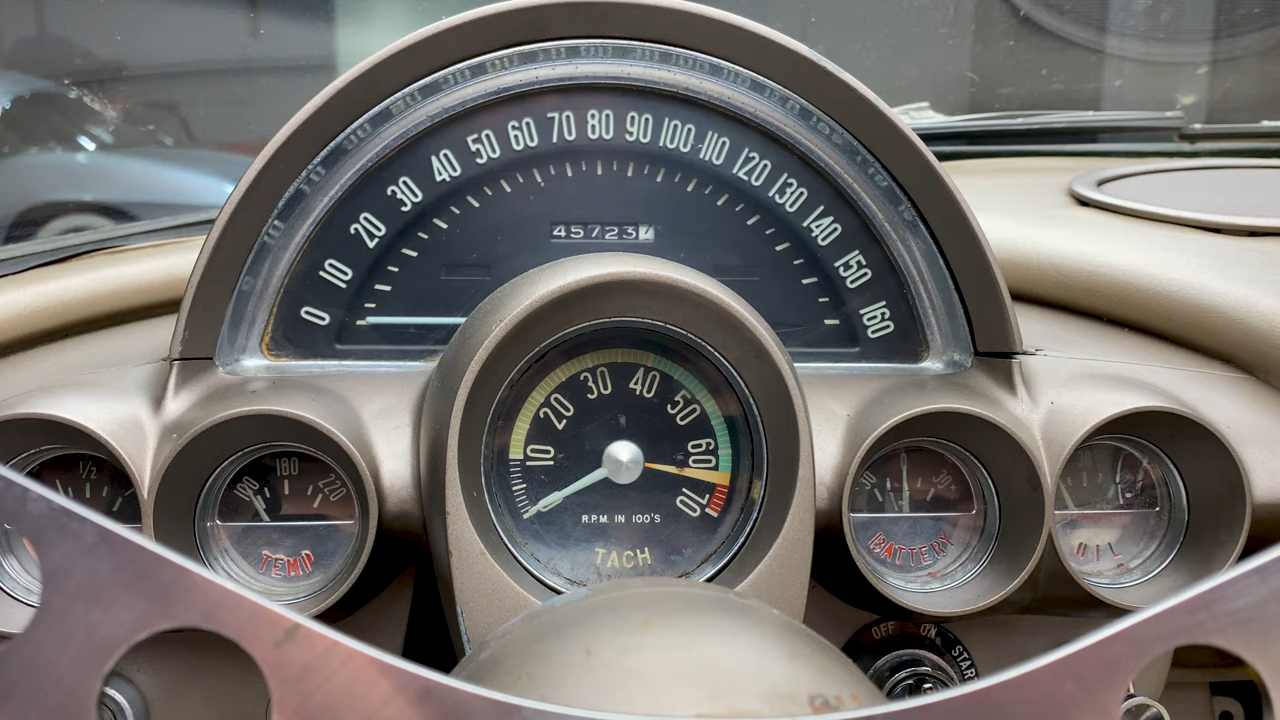 0 10 20 30 40 50 60 70 80 90 100 110 120 130 140 150 160
45723
10 20 30 40 50 60 70
R.P.M. IN 100'S
TACH
1/2
180 220
TEMP
30 30
BATTERY
OIL
OFF ON START